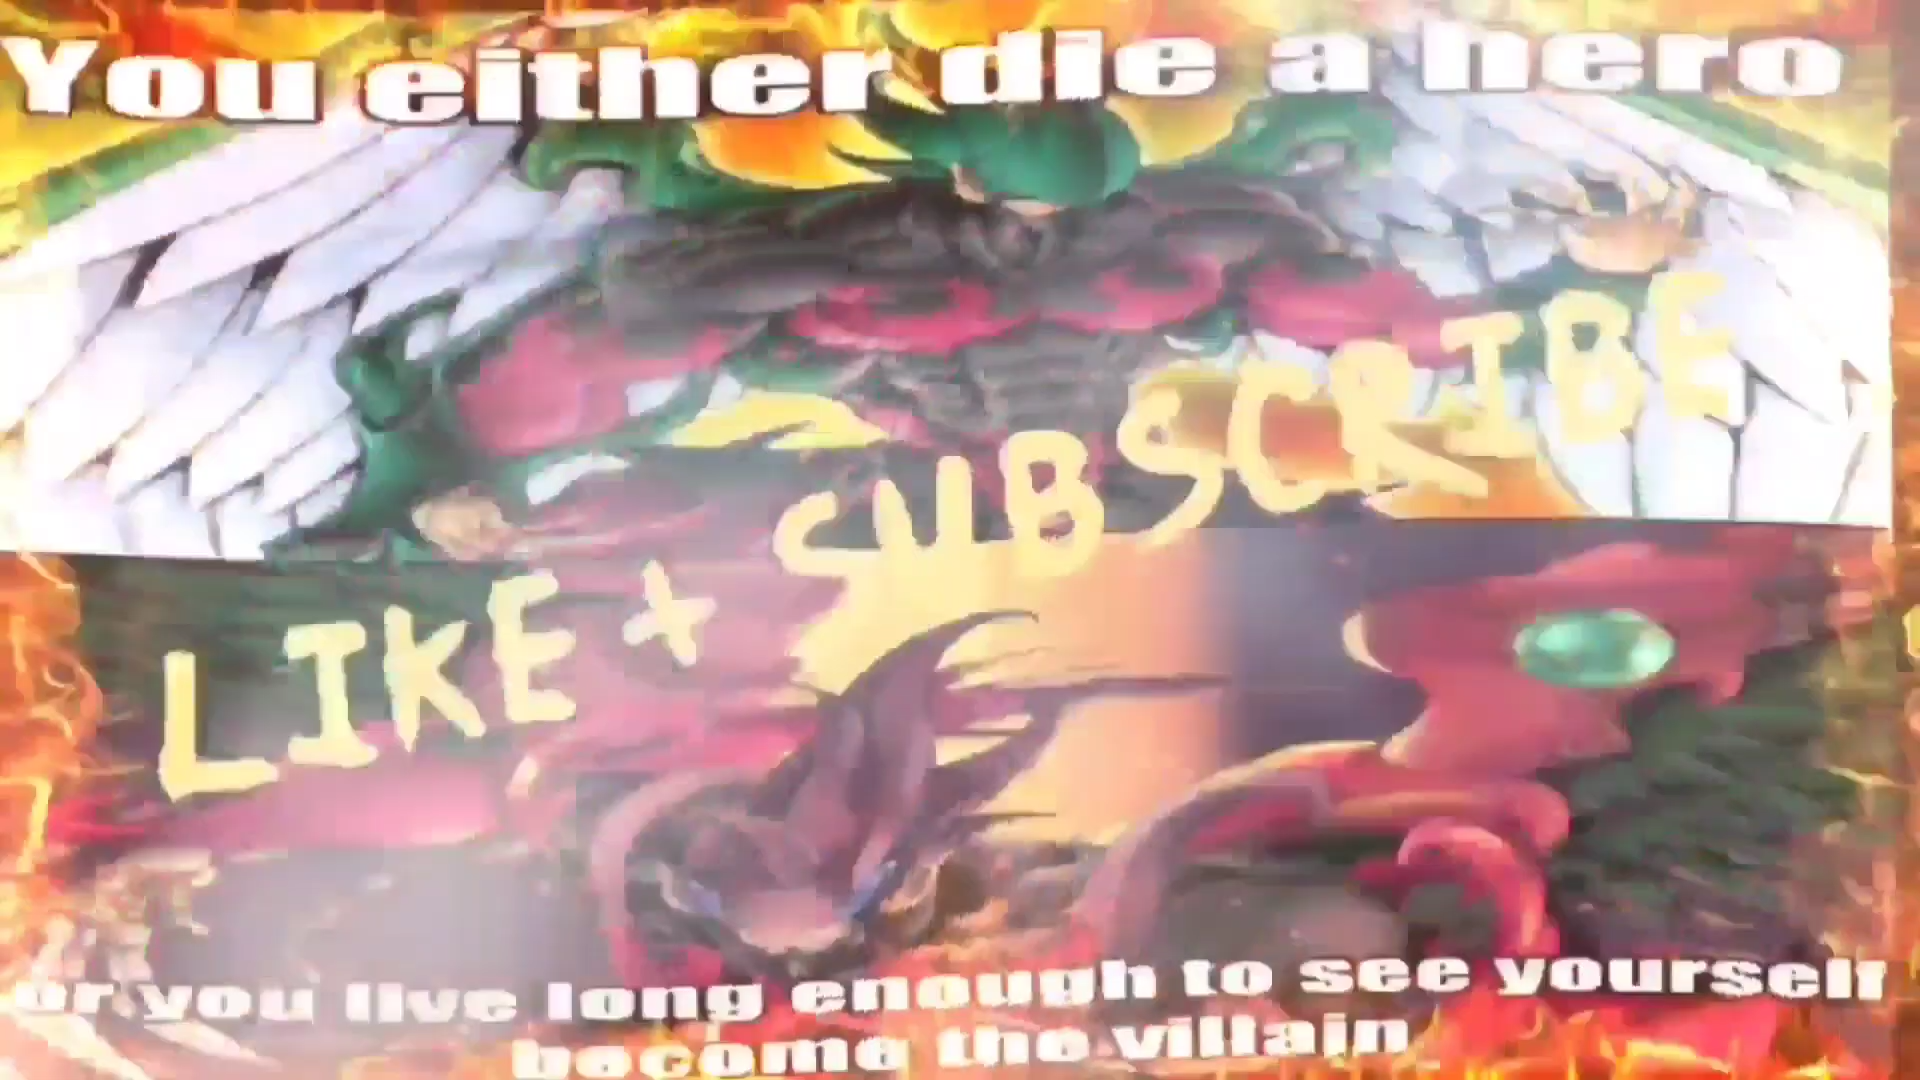 You either die a hero
LIKE + SUBSCRIBE
or you live long enough to see yourself
become the villain